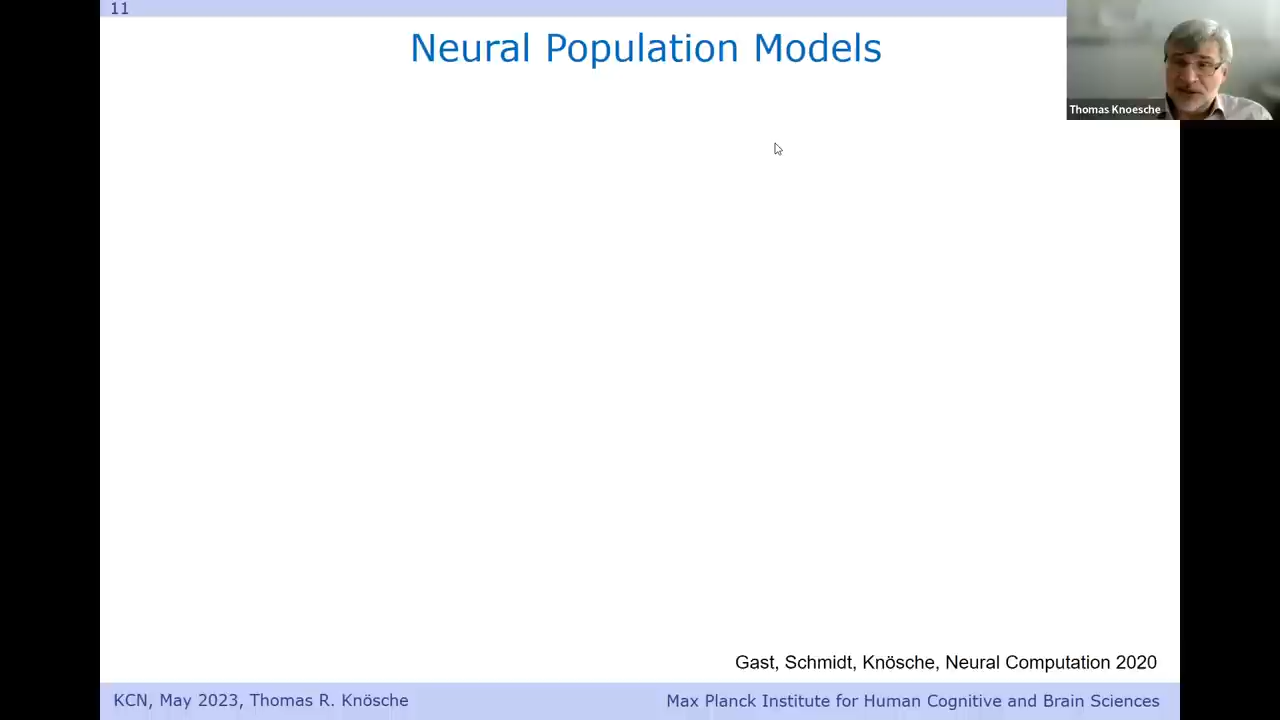 11
Neural Population Models
Thomas Knoesche
Gast, Schmidt, Knösche, Neural Computation 2020
KCN, May 2023, Thomas R. Knösche
Max Planck Institute for Human Cognitive and Brain Sciences